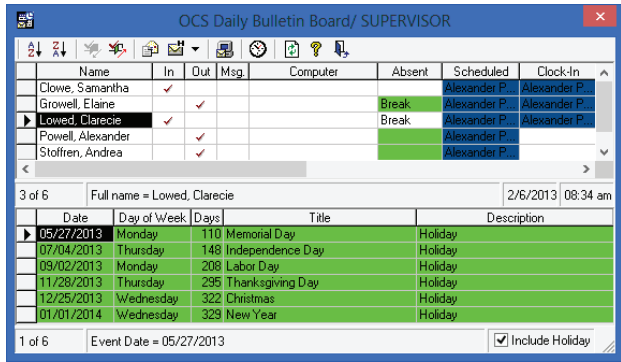 OCS Daily Bulletin Board/ SUPERVISOR
Name In Out Msg. Computer Absent Scheduled Clock-In
Clowe, Samantha Alexander P... Alexander P...
Growell, Elaine Break Alexander P... Alexander P...
Lowed, Clarecie Break Alexander P... Alexander P...
Powell, Alexander Alexander P...
Stoffren, Andrea Alexander P...
3 of 6 Full name = Lowed, Clarecie 2/6/2013 08:34 am
Date Day of Week Days Title Description
05/27/2013 Monday 110 Memorial Day Holiday
07/04/2013 Thursday 148 Independence Day Holiday
09/02/2013 Monday 208 Labor Day Holiday
11/28/2013 Thursday 295 Thanksgiving Day Holiday
12/25/2013 Wednesday 322 Christmas Holiday
01/01/2014 Wednesday 329 New Year Holiday
1 of 6 Event Date = 05/27/2013 Include Holiday